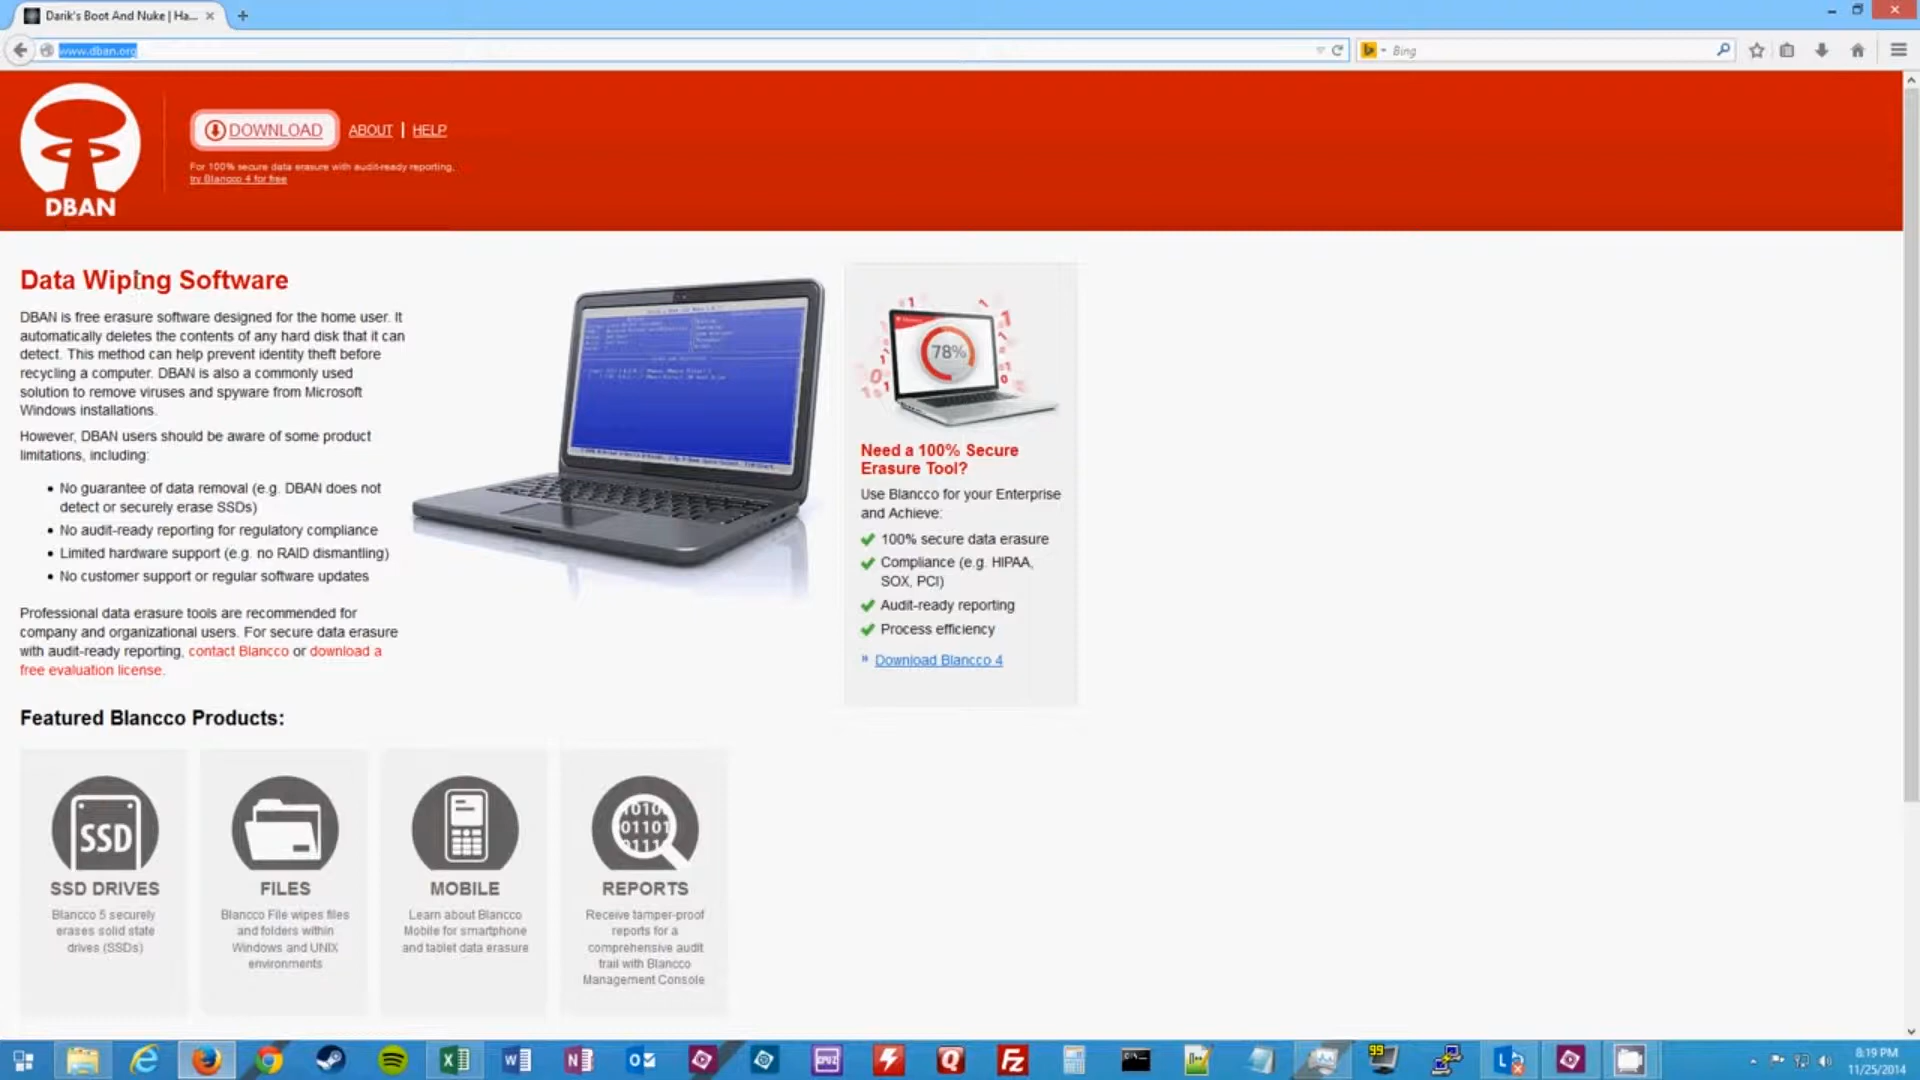 Darik's Boot And Nuke | Ha...
www.dban.org
Bing
DOWNLOAD
ABOUT | HELP
For 100% secure data erasure with audit-ready reporting,
try Blancco 4 for free
DBAN
Data Wiping Software
DBAN is free erasure software designed for the home user. It
automatically deletes the contents of any hard disk that it can
detect. This method can help prevent identity theft before
recycling a computer. DBAN is also a commonly used
solution to remove viruses and spyware from Microsoft
Windows installations.
However, DBAN users should be aware of some product
limitations, including:
• No guarantee of data removal (e.g. DBAN does not
detect or securely erase SSDs)
• No audit-ready reporting for regulatory compliance
• Limited hardware support (e.g. no RAID dismantling)
• No customer support or regular software updates
Professional data erasure tools are recommended for
company and organizational users. For secure data erasure
with audit-ready reporting, contact Blancco or download a
free evaluation license.
78%
Need a 100% Secure
Erasure Tool?
Use Blancco for your Enterprise
and Achieve:
100% secure data erasure
Compliance (e.g. HIPAA,
SOX, PCI)
Audit-ready reporting
Process efficiency
» Download Blancco 4
Featured Blancco Products:
SSD
SSD DRIVES
Blancco 5 securely
erases solid state
drives (SSDs)
FILES
Blancco File wipes files
and folders within
Windows and UNIX
environments
MOBILE
Learn about Blancco
Mobile for smartphone
and tablet data erasure
01101
REPORTS
Receive tamper-proof
reports for a
comprehensive audit
trail with Blancco
Management Console
CPUZ
99
8:19 PM
11/25/2014